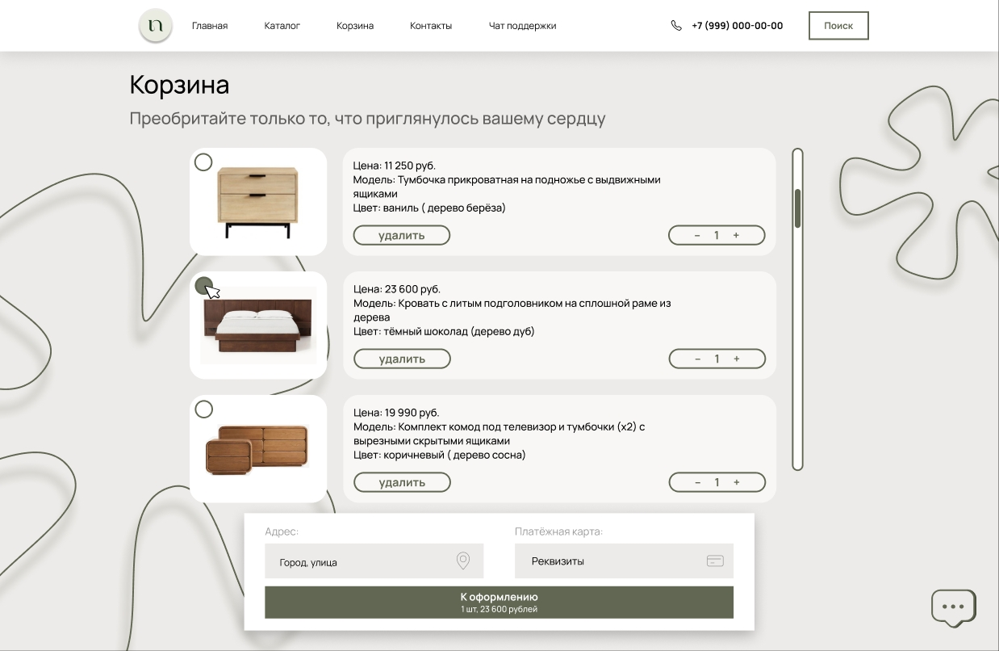 Главная Каталог Корзина Контакты Чат поддержки +7 (999) 000-00-00 Поиск
Корзина
Преобритайте только то, что приглянулось вашему сердцу
Цена: 11 250 руб.
Модель: Тумбочка прикроватная на подножье с выдвижными
ящиками
Цвет: ваниль ( дерево берёза)
удалить – 1 +
Цена: 23 600 руб.
Модель: Кровать с литым подголовником на сплошной раме из
дерева
Цвет: тёмный шоколад (дерево дуб)
удалить – 1 +
Цена: 19 990 руб.
Модель: Комплект комод под телевизор и тумбочки (х2) с
вырезными скрытыми ящиками
Цвет: коричневый ( дерево сосна)
удалить – 1 +
Адрес: Платёжная карта:
Город, улица Реквизиты
К оформлению
1 шт, 23 600 рублей